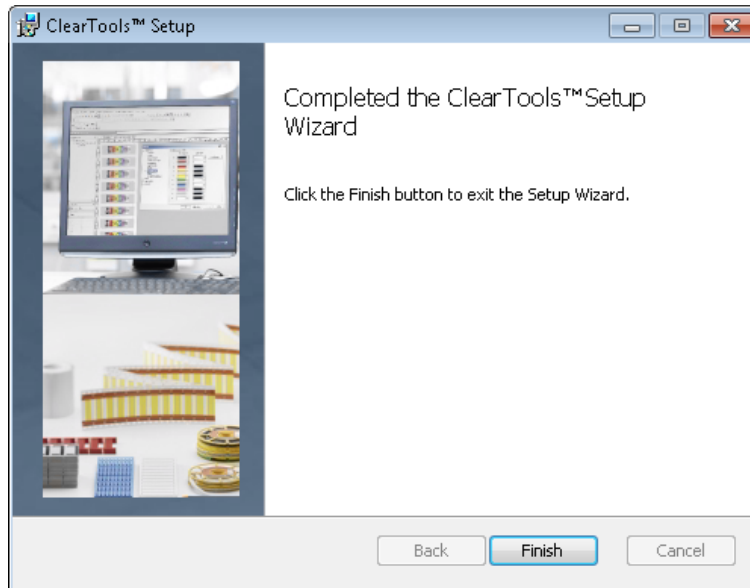 ClearTools™ Setup
Completed the ClearTools™Setup
Wizard
Click the Finish button to exit the Setup Wizard.
Back
Finish
Cancel